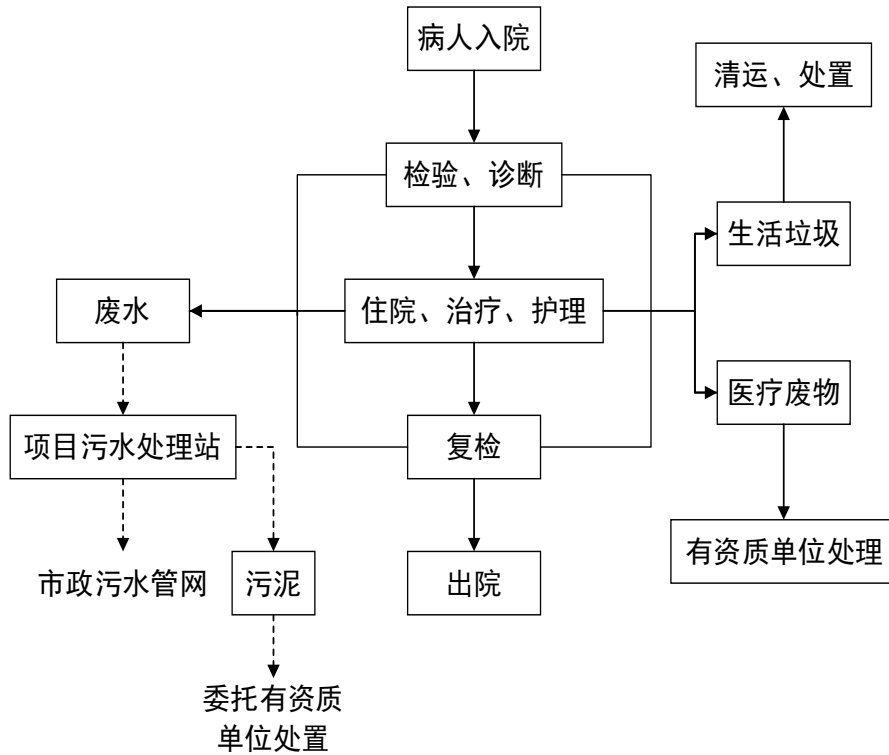 病人入院
清运、处置
检验、诊断
生活垃圾
废水
住院、治疗、护理
医疗废物
项目污水处理站
复检
有资质单位处理
市政污水管网
污泥
出院
委托有资质
单位处置